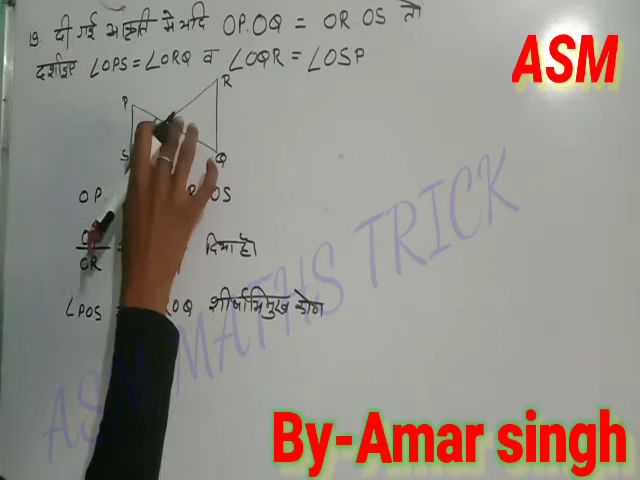 19 दी गई आकृति मे यदि OP.OQ = OR.OS तो
दर्शाइए ∠OPS = ∠ORQ व ∠OQR = ∠OSP
ASM
P
R
S
Q
OP OS
OR दिया है।
∠POS OQ शीर्षाभिमुख कोण
ASM MATHS TRICK
By-Amar singh